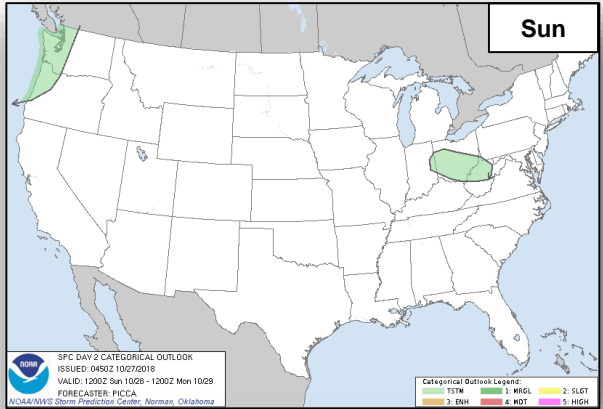 Sun
NOAA
SPC DAY 2 CATEGORICAL OUTLOOK
ISSUED: 0450Z 10/27/2018
VALID: 1200Z Sun 10/28 - 1200Z Mon 10/29
FORECASTER: PICCA
NOAA/NWS Storm Prediction Center, Norman, Oklahoma
Categorical Outlook Legend:
TSTM 1: MRGL 2: SLGT
3: ENH 4: MDT 5: HIGH